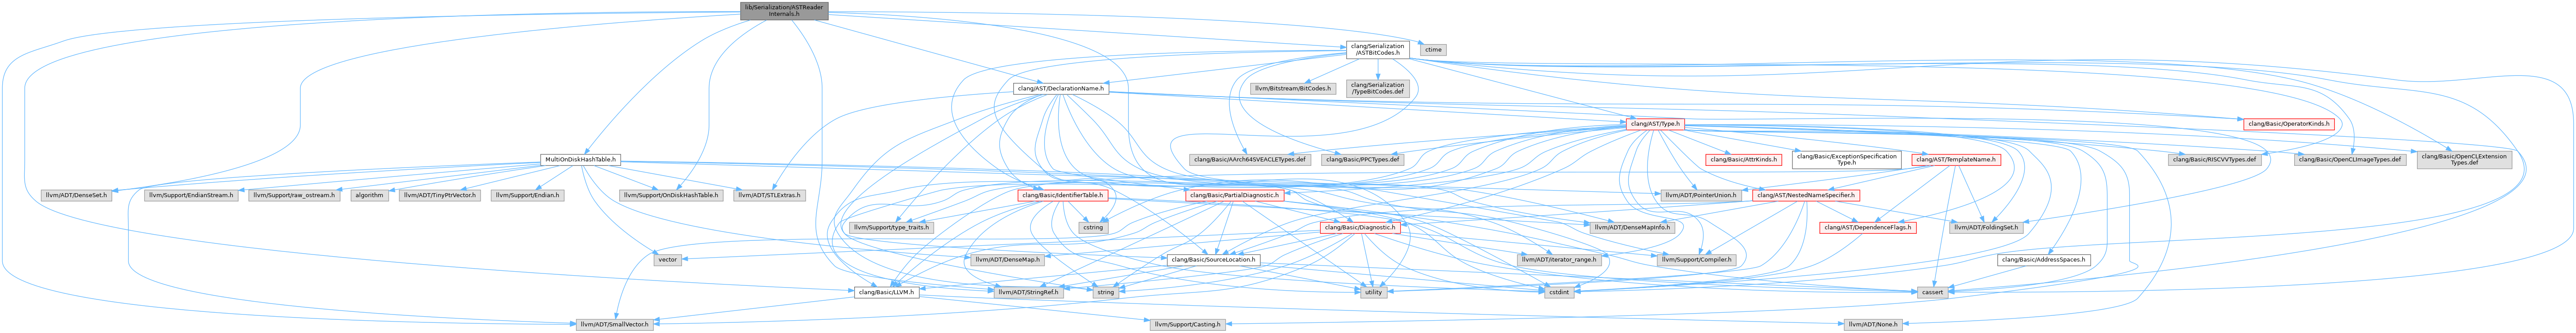 lib/Serialization/ASTReader
Internals.h
clang/Serialization
/ASTBitCodes.h
ctime
llvm/Bitstream/BitCodes.h
clang/Serialization
/TypeBitCodes.def
clang/AST/DeclarationName.h
clang/AST/Type.h
clang/Basic/OperatorKinds.h
MultiOnDiskHashTable.h
clang/Basic/AArch64SVEACLETypes.def
clang/Basic/PPCTypes.def
clang/Basic/AttrKinds.h
clang/Basic/ExceptionSpecification
Type.h
clang/AST/TemplateName.h
clang/Basic/RISCVVTypes.def
clang/Basic/OpenCLImageTypes.def
clang/Basic/OpenCLExtension
Types.def
llvm/ADT/DenseSet.h
llvm/Support/EndianStream.h
llvm/Support/raw_ostream.h
algorithm
llvm/ADT/TinyPtrVector.h
llvm/Support/Endian.h
llvm/Support/OnDiskHashTable.h
llvm/ADT/STLExtras.h
clang/Basic/IdentifierTable.h
clang/Basic/PartialDiagnostic.h
llvm/ADT/PointerUnion.h
clang/AST/NestedNameSpecifier.h
llvm/Support/type_traits.h
cstring
clang/Basic/Diagnostic.h
llvm/ADT/DenseMapInfo.h
clang/AST/DependenceFlags.h
llvm/ADT/FoldingSet.h
vector
llvm/ADT/DenseMap.h
clang/Basic/SourceLocation.h
llvm/ADT/iterator_range.h
llvm/Support/Compiler.h
clang/Basic/AddressSpaces.h
clang/Basic/LLVM.h
llvm/ADT/StringRef.h
string
utility
cstdint
cassert
llvm/ADT/SmallVector.h
llvm/Support/Casting.h
llvm/ADT/None.h